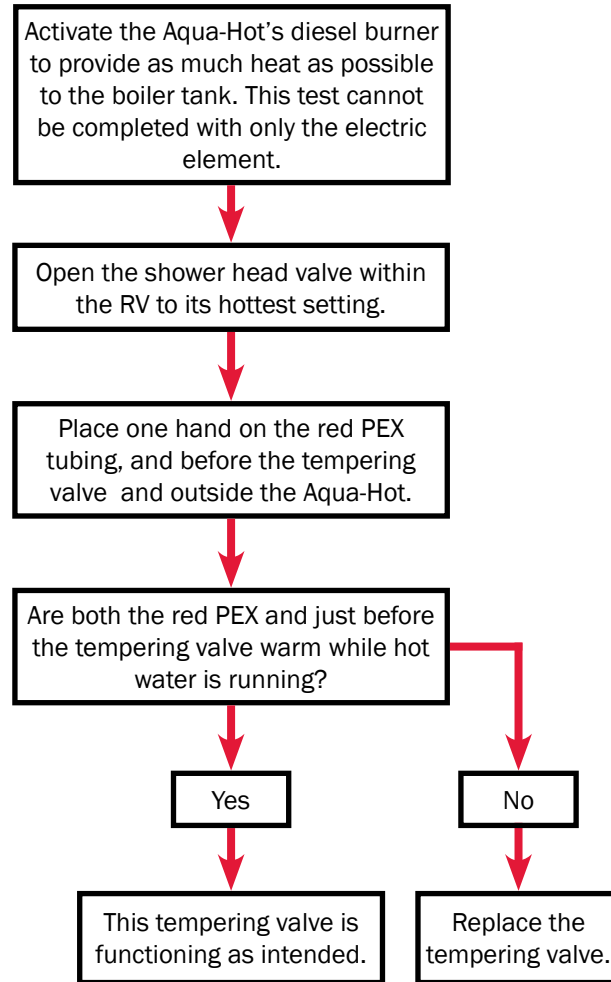 Activate the Aqua-Hot’s diesel burner
to provide as much heat as possible
to the boiler tank. This test cannot
be completed with only the electric
element.
Open the shower head valve within
the RV to its hottest setting.
Place one hand on the red PEX
tubing, and before the tempering
valve and outside the Aqua-Hot.
Are both the red PEX and just before
the tempering valve warm while hot
water is running?
Yes
No
This tempering valve is
functioning as intended.
Replace the
tempering valve.